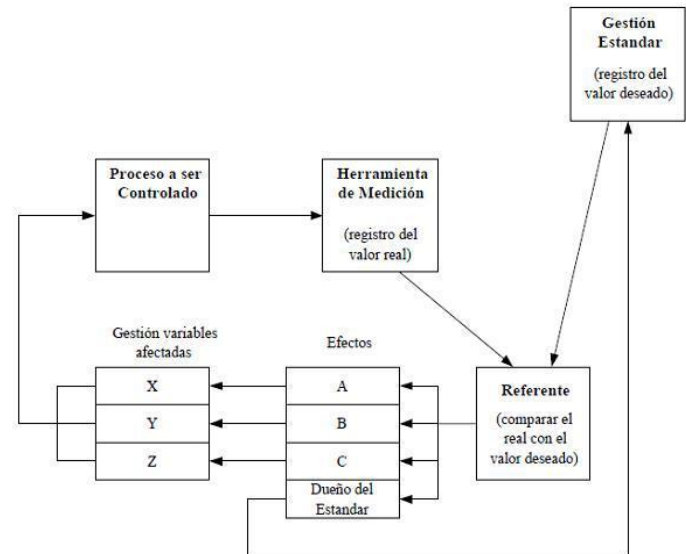 Gestión
Estandar
(registro del
valor deseado)
Proceso a ser
Controlado
Herramienta
de Medición
(registro del
valor real)
Gestión variables
afectadas
Efectos
X
A
Y
B
Z
C
Dueño del
Estandar
Referente
(comparar el
real con el
valor deseado)